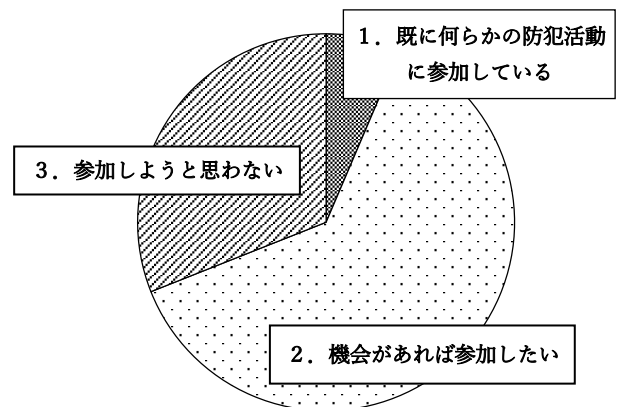 １．既に何らかの防犯活動
に参加している
３．参加しようと思わない
２．機会があれば参加したい